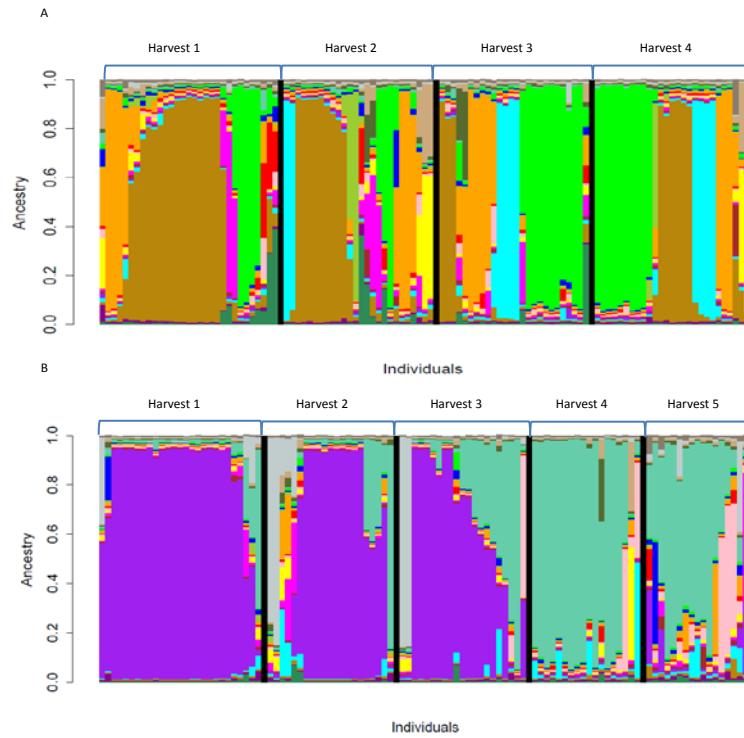 A
Harvest 1 Harvest 2 Harvest 3 Harvest 4
1.0
0.8
0.6
0.4
0.2
0.0
Ancestry
Individuals
B
Harvest 1 Harvest 2 Harvest 3 Harvest 4 Harvest 5
1.0
0.8
0.6
0.4
0.2
0.0
Ancestry
Individuals